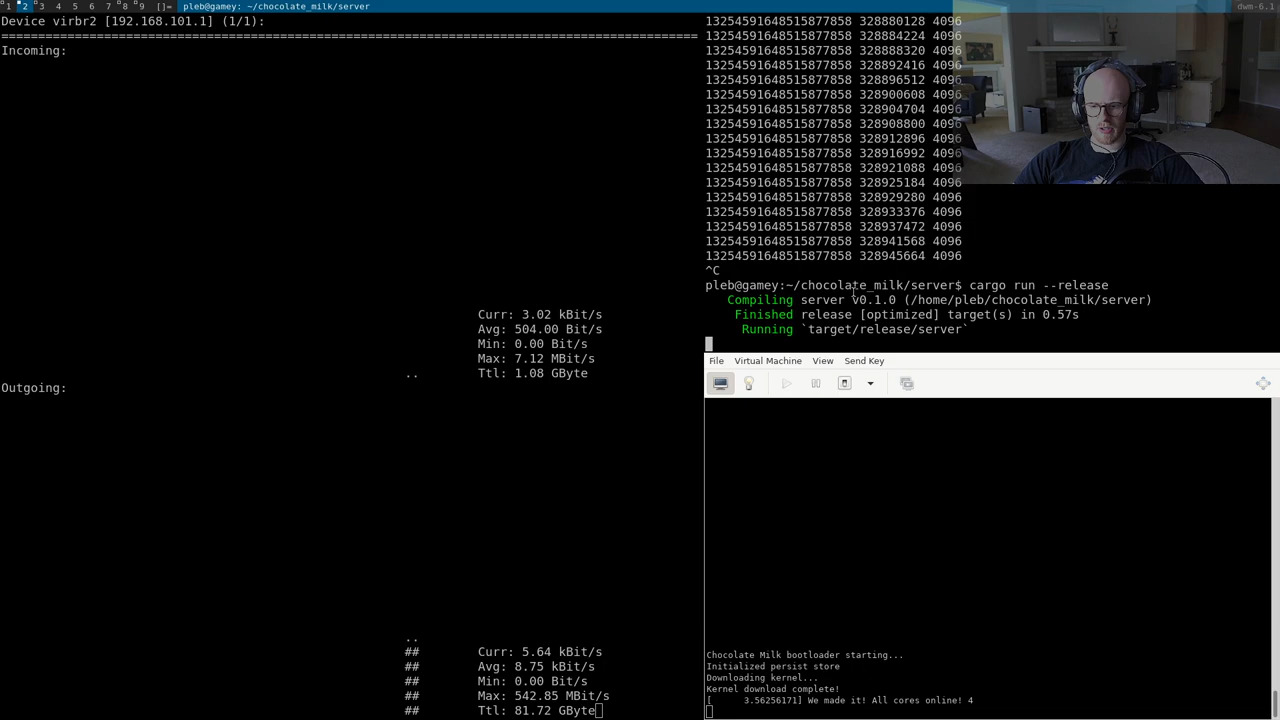 1 2 3 4 5 6 7 8 9 []= pleb@gamey: ~/chocolate_milk/server dwm-6.1
Device virbr2 [192.168.101.1] (1/1):
================================================================================
Incoming:
Curr: 3.02 kBit/s
Avg: 504.00 Bit/s
Min: 0.00 Bit/s
Max: 7.12 MBit/s
.. Ttl: 1.08 GByte
Outgoing:
..
## Curr: 5.64 kBit/s
## Avg: 8.75 kBit/s
## Min: 0.00 Bit/s
## Max: 542.85 MBit/s
## Ttl: 81.72 GByte
13254591648515877858 328880128 4096
13254591648515877858 328884224 4096
13254591648515877858 328888320 4096
13254591648515877858 328892416 4096
13254591648515877858 328896512 4096
13254591648515877858 328900608 4096
13254591648515877858 328904704 4096
13254591648515877858 328908800 4096
13254591648515877858 328912896 4096
13254591648515877858 328916992 4096
13254591648515877858 328921088 4096
13254591648515877858 328925184 4096
13254591648515877858 328929280 4096
13254591648515877858 328933376 4096
13254591648515877858 328937472 4096
13254591648515877858 328941568 4096
13254591648515877858 328945664 4096
^C
pleb@gamey:~/chocolate_milk/server$ cargo run --release
Compiling server v0.1.0 (/home/pleb/chocolate_milk/server)
Finished release [optimized] target(s) in 0.57s
Running `target/release/server`
File Virtual Machine View Send Key
Chocolate Milk bootloader starting...
Initialized persist store
Downloading kernel...
Kernel download complete!
[ 3.56256171] We made it! All cores online! 4